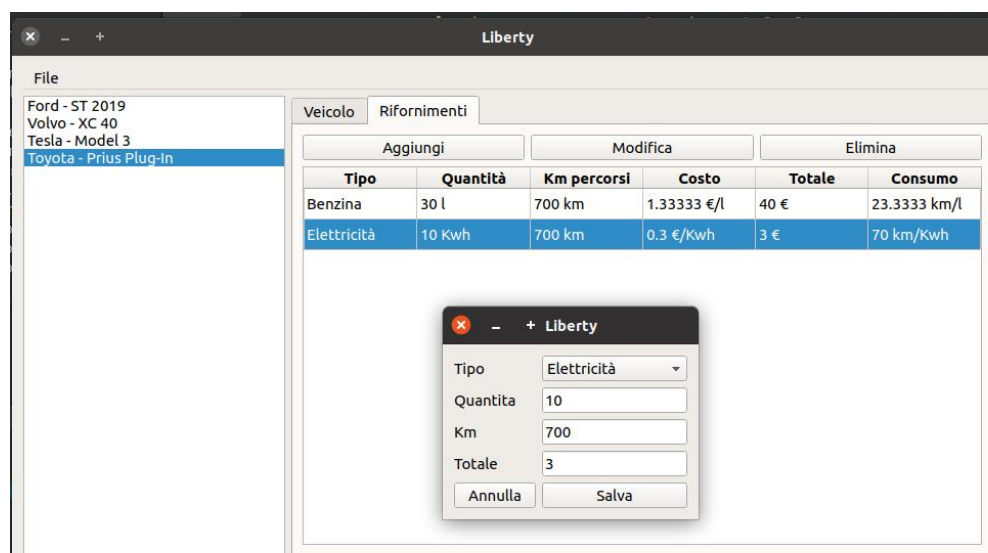 Liberty
File
Ford - ST 2019
Volvo - XC 40
Tesla - Model 3
Toyota - Prius Plug-In
Veicolo Rifornimenti
Aggiungi Modifica Elimina
Tipo Quantità Km percorsi Costo Totale Consumo
Benzina 30 l 700 km 1.33333 €/l 40 € 23.3333 km/l
Elettricità 10 Kwh 700 km 0.3 €/Kwh 3 € 70 km/Kwh
Liberty
Tipo Elettricità
Quantita 10
Km 700
Totale 3
Annulla Salva